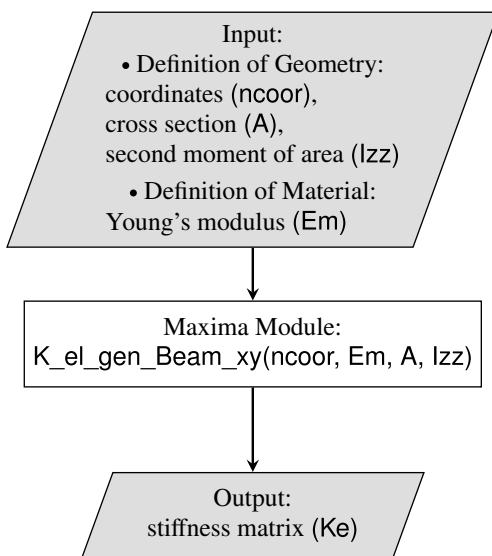 Input:
• Definition of Geometry:
coordinates (ncoor),
cross section (A),
second moment of area (Izz)
• Definition of Material:
Young's modulus (Em)
Maxima Module:
K_el_gen_Beam_xy(ncoor, Em, A, Izz)
Output:
stiffness matrix (Ke)